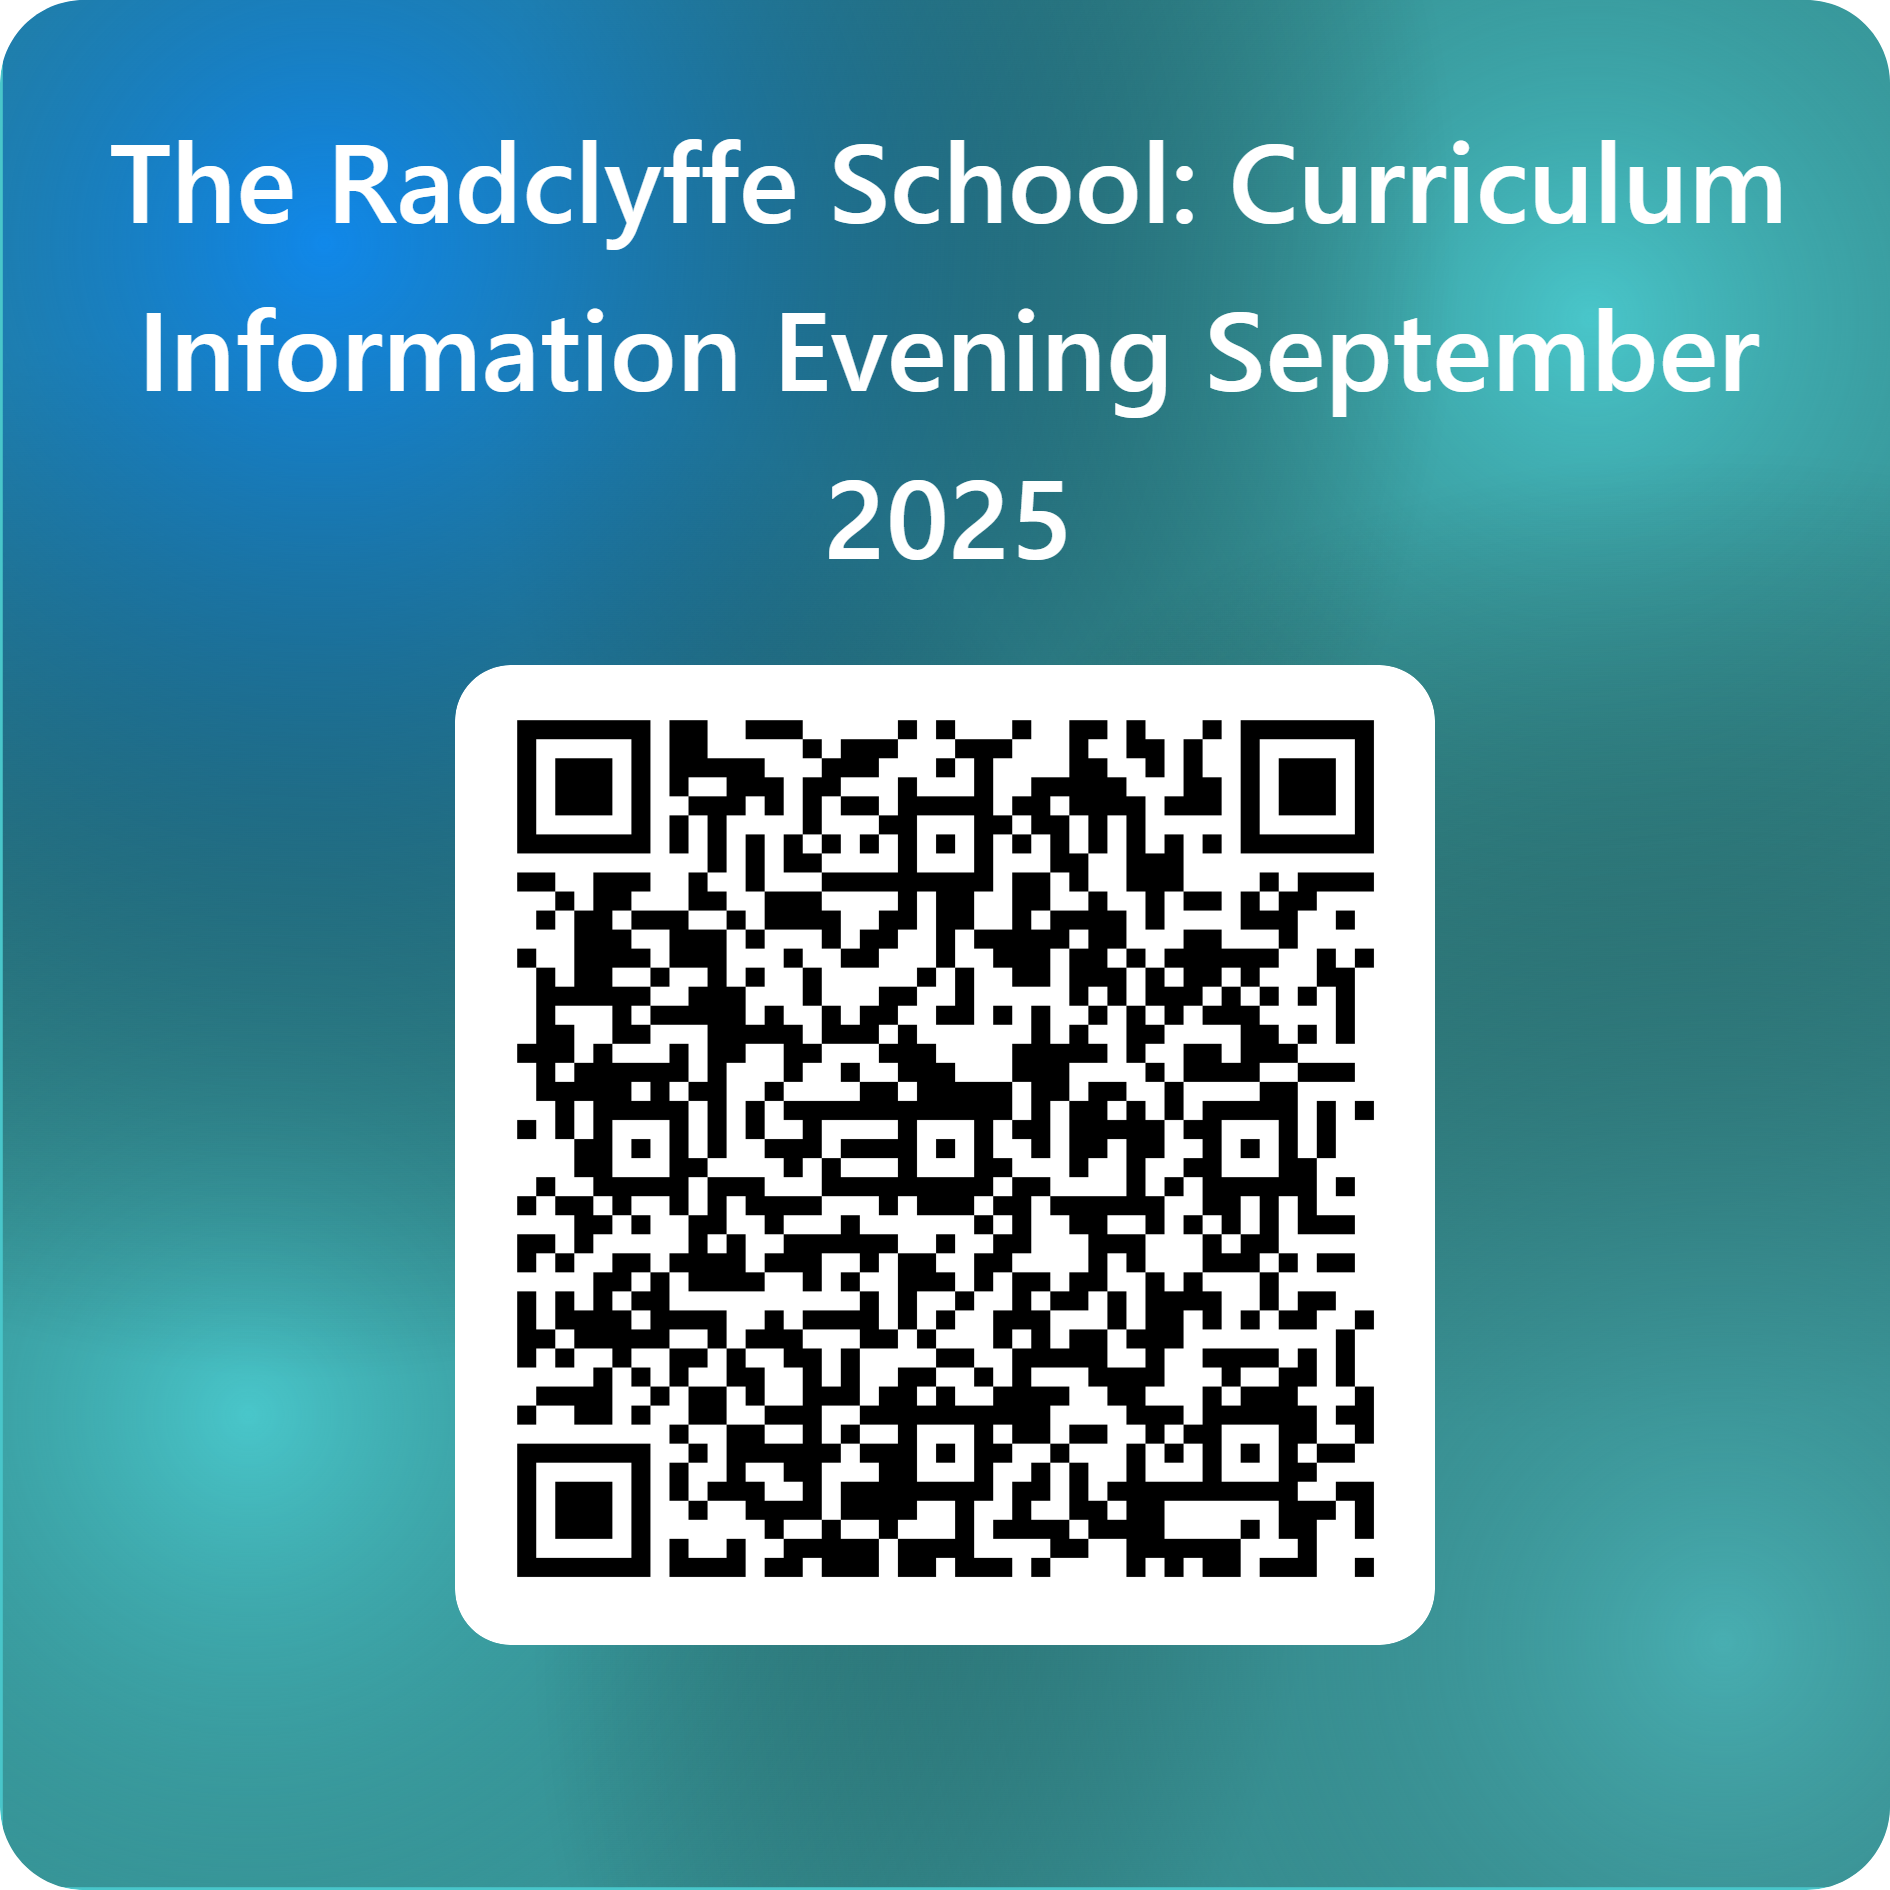 The Radclyffe School: Curriculum
Information Evening September
2025